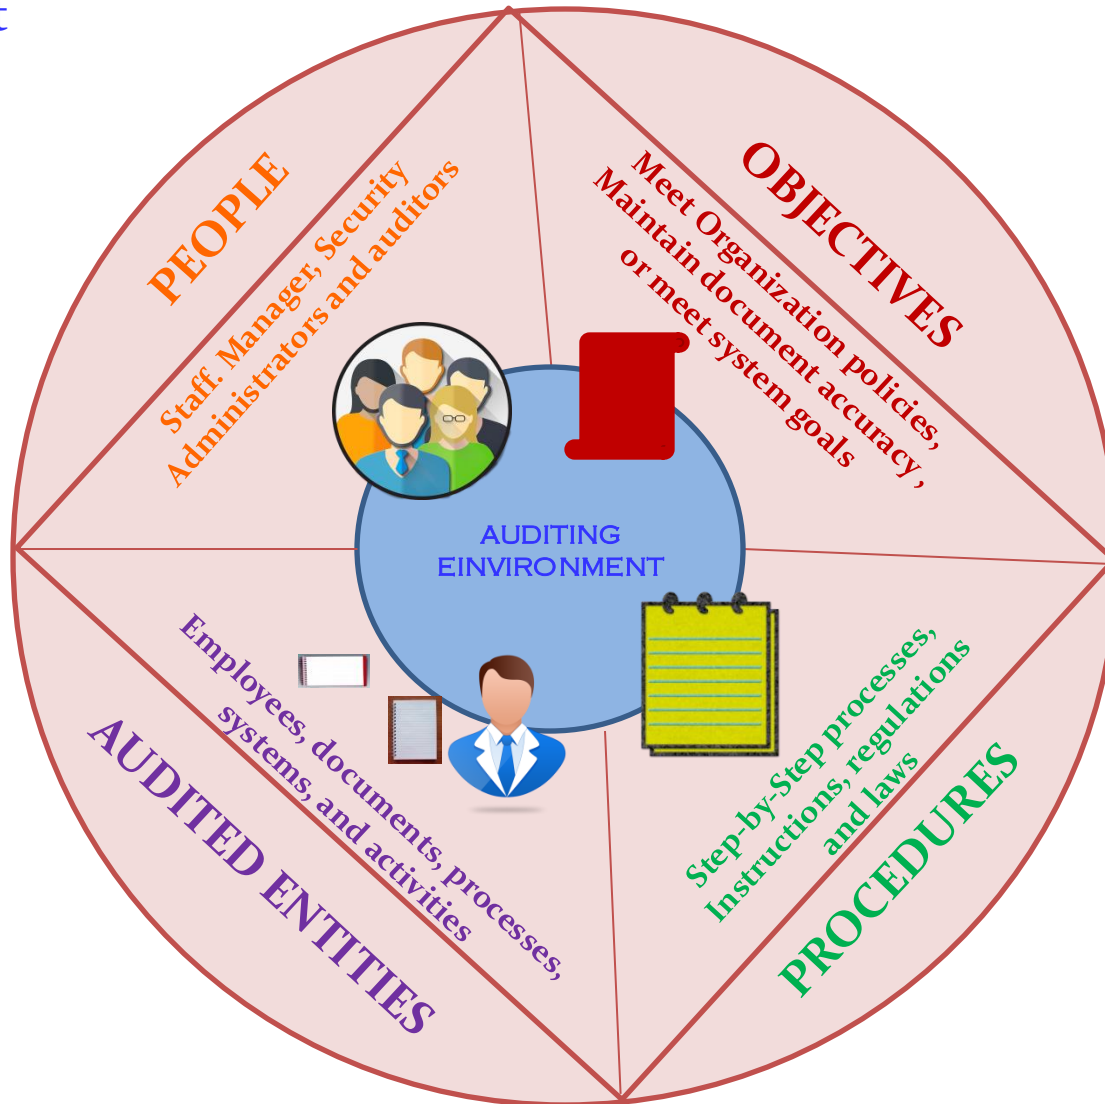 t
PEOPLE
Staff. Manager, Security
Administrators and auditors
OBJECTIVES
Meet Organization policies,
Maintain document accuracy ,
or meet system goals
AUDITING
EINVIRONMENT
Employees, documents, processes,
systems, and activities
AUDITED ENTITIES
Step-by-Step processes,
Instructions, regulations
and laws
PROCEDURES